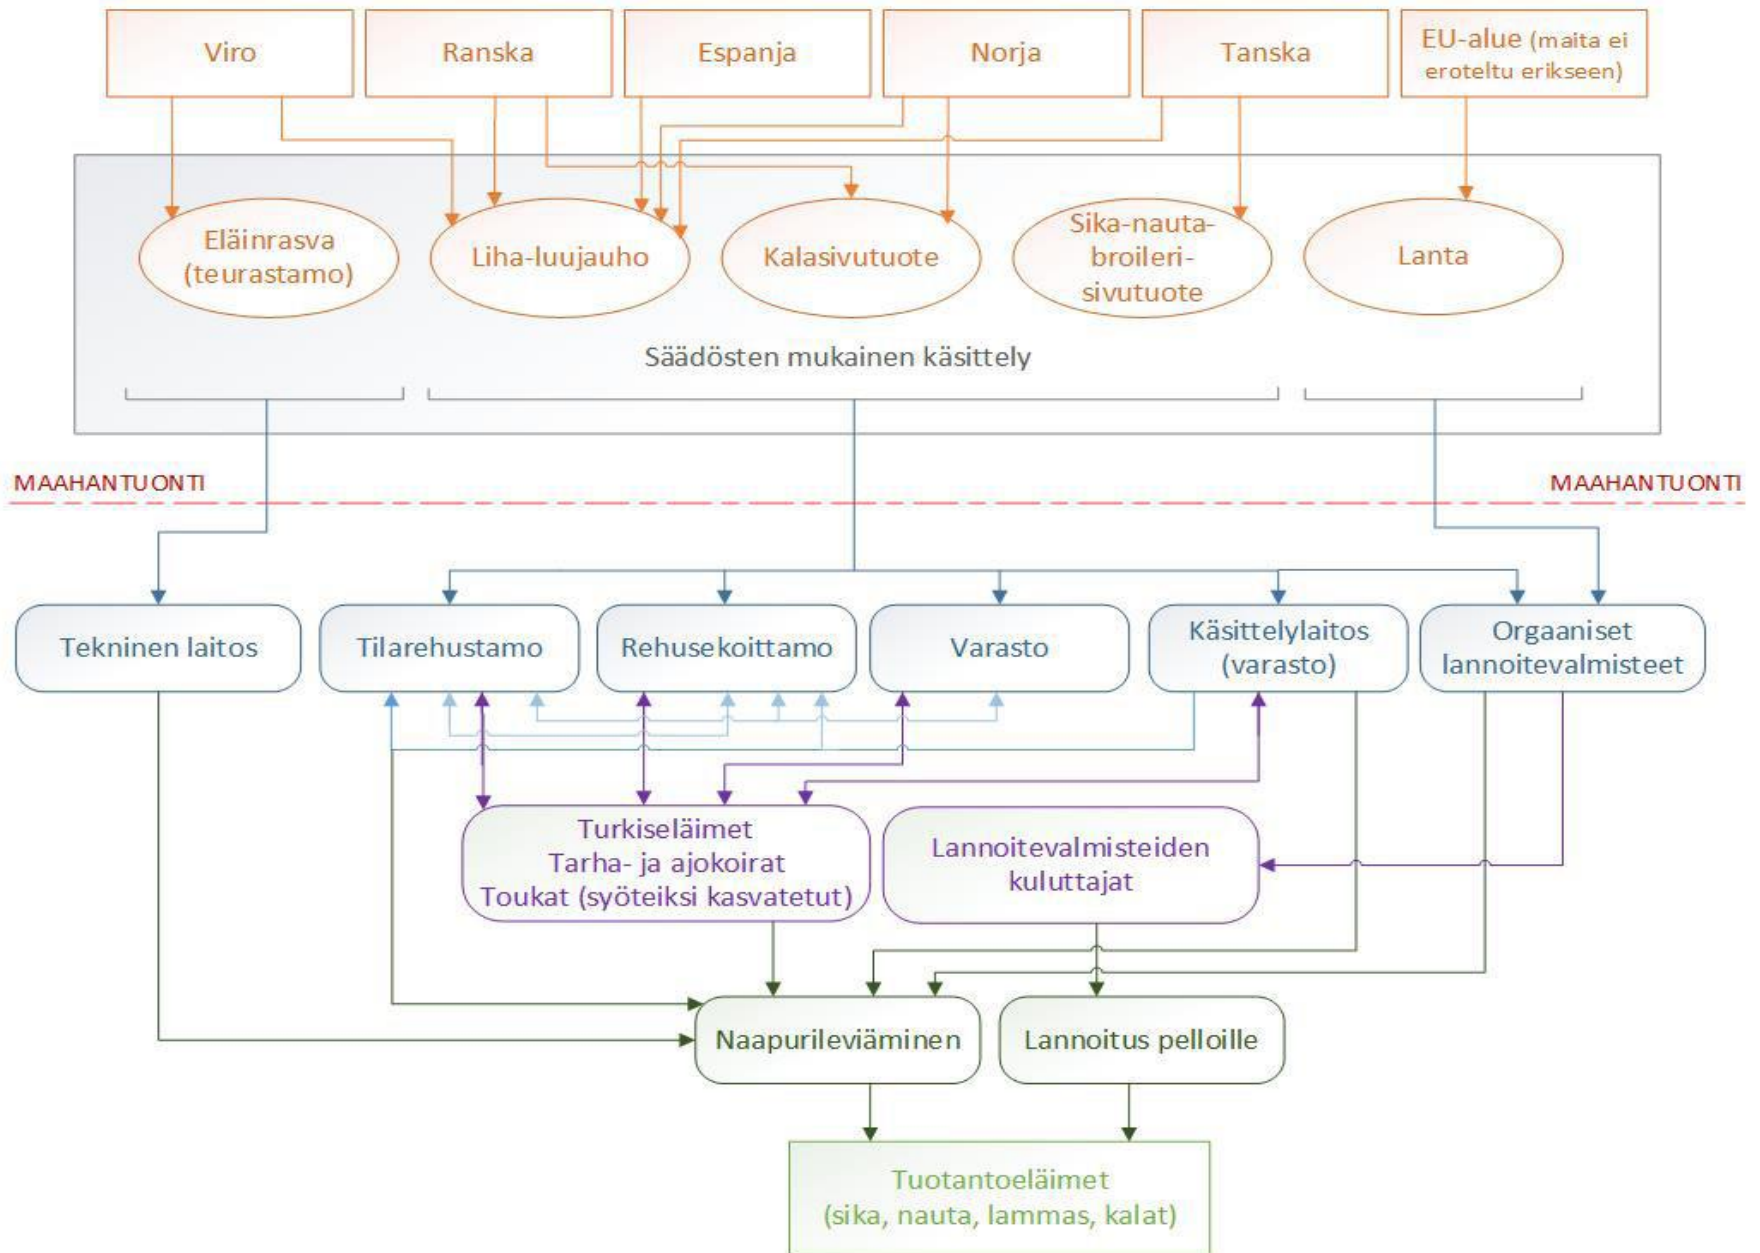 Viro
Ranska
Espanja
Norja
Tanska
EU-alue (maita ei
eroteltu erikseen)
Eläinrasva
(teurastamo)
Liha-luujauho
Kalasivutuote
Sika-nauta-
broileri-
sivutuote
Lanta
Säädösten mukainen käsittely
MAAHANTUONTI
MAAHANTUONTI
Tekninen laitos
Tilarehustamo
Rehusekoittamo
Varasto
Käsittelylaitos
(varasto)
Orgaaniset
lannoitevalmisteet
Turkiseläimet
Tarha- ja ajokoirat
Toukat (syöteiksi kasvatetut)
Lannoitevalmisteiden
kuluttajat
Naapurileviäminen
Lannoitus pelloille
Tuotantoeläimet
(sika, nauta, lammas, kalat)